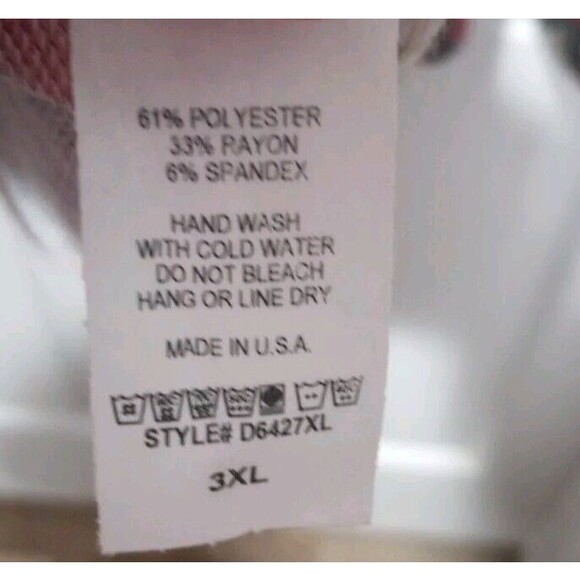 61% POLYESTER
33% RAYON
6% SPANDEX
HAND WASH
WITH COLD WATER
DO NOT BLEACH
HANG OR LINE DRY
MADE IN U.S.A.
STYLE# D6427XL
3XL